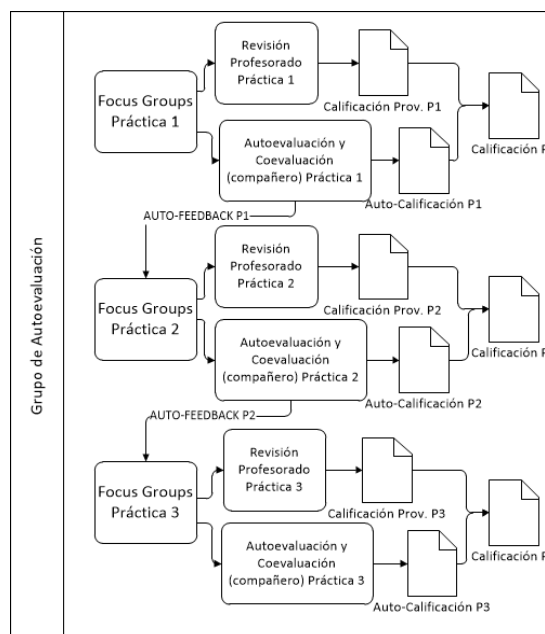 Grupo de Autoevaluación
Focus Groups
Práctica 1
Revisión
Profesorado
Práctica 1
Calificación Prov. P1
Autoevaluación y
Coevaluación
(compañero) Práctica 1
Auto-Calificación P1
Calificación P
AUTO-FEEDBACK P1
Focus Groups
Práctica 2
Revisión
Profesorado
Práctica 2
Calificación Prov. P2
Autoevaluación y
Coevaluación
(compañero) Práctica 2
Auto-Calificación P2
Calificación P
AUTO-FEEDBACK P2
Focus Groups
Práctica 3
Revisión
Profesorado
Práctica 3
Calificación Prov. P3
Autoevaluación y
Coevaluación
(compañero) Práctica 3
Auto-Calificación P3
Calificación P